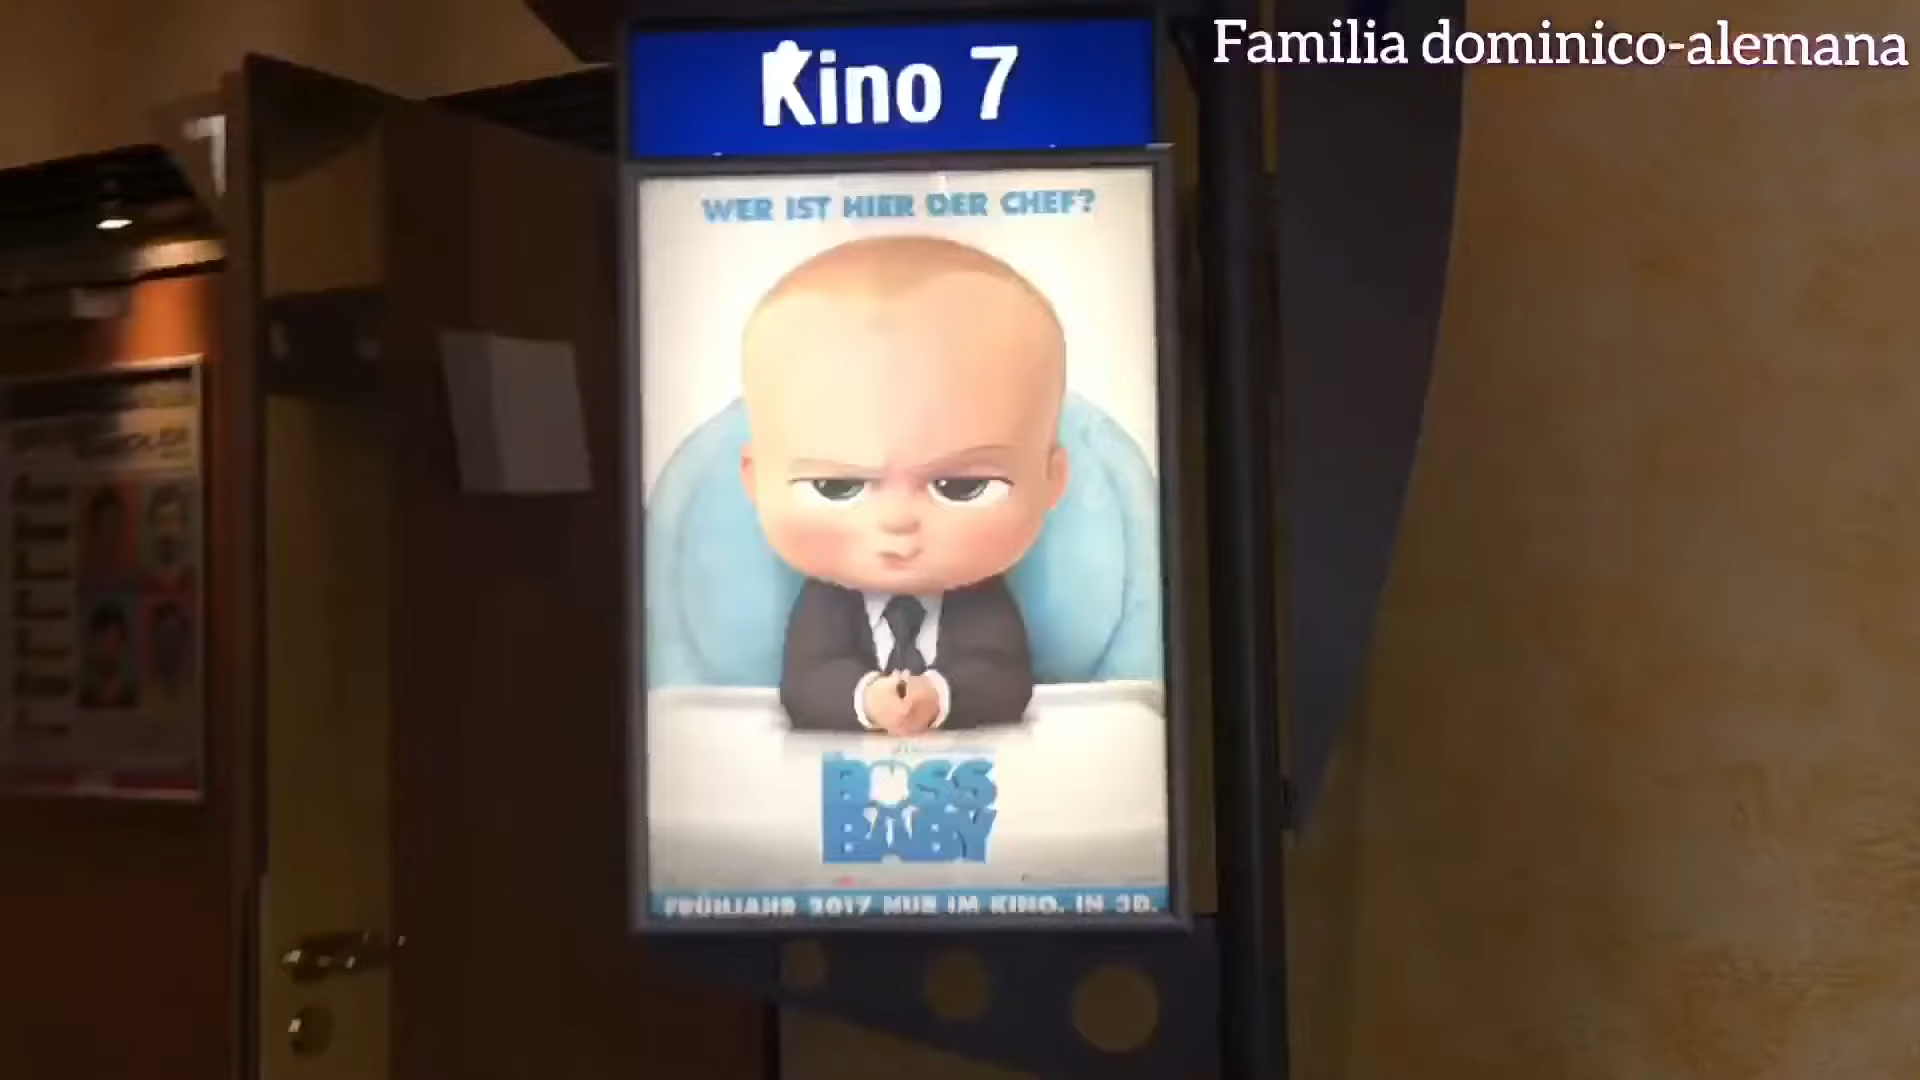 Familia dominico-alemana
Kino 7
WER IST HIER DER CHEF?
BOSS
BABY
FRÜHJAHR 2017 NUR IM KINO. IN 3D.